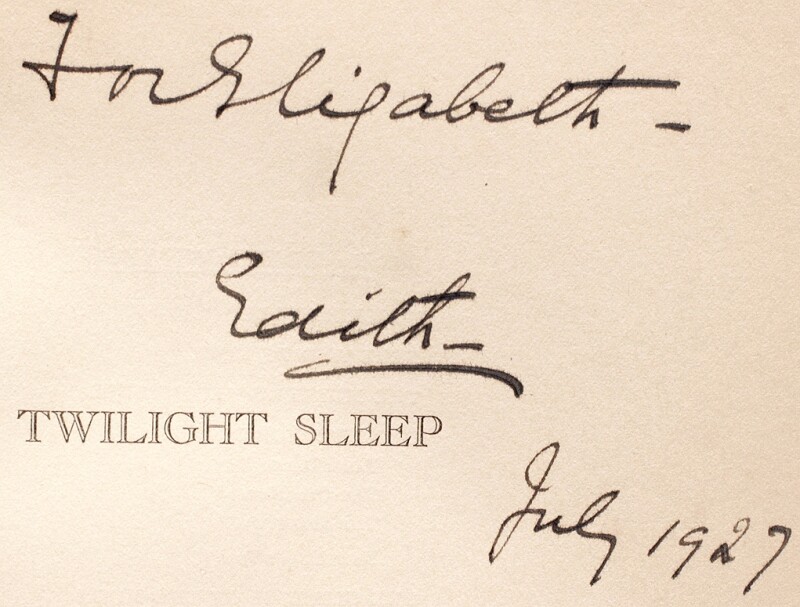 For Elizabeth –
Edith –
TWILIGHT SLEEP
July 1927